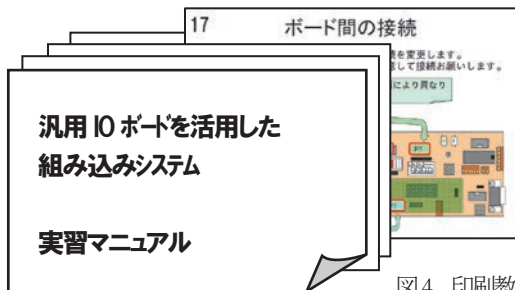 17
ボード間の接続
続を変更します。
して接続お願いします。
により異なり
汎用 IO ボードを活用した
組み込みシステム
実習マニュアル
図4 印刷教